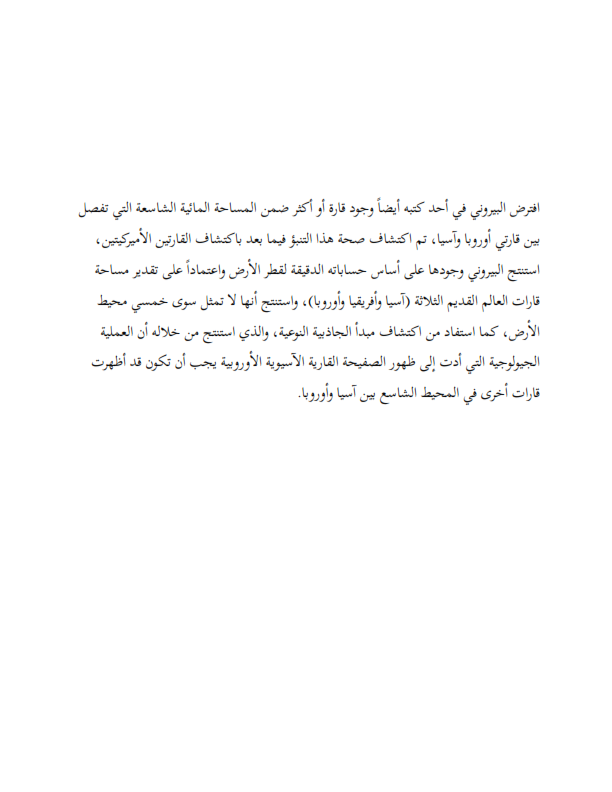 افترض البيروني في أحد كتبه أيضاً وجود قارة أو أكثر ضمن المساحة المائية الشاسعة التي تفصل
بين قارتي أوروبا وآسيا، تم اكتشاف صحة هذا التنبؤ فيما بعد باكتشاف القارتين الأميركيتين،
استنتج البيروني وجودها على أساس حساباته الدقيقة لقطر الأرض واعتماداً على تقدير مساحة
قارات العالم القديم الثلاثة (آسيا وأفريقيا وأوروبا)، واستنتج أنها لا تمثل سوى خمسي محيط
الأرض، كما استفاد من اكتشاف مبدأ الجاذبية النوعية، والذي استنتج من خلاله أن العملية
الجيولوجية التي أدت إلى ظهور الصفيحة القارية الآسيوية الأوروبية يجب أن تكون قد أظهرت
قارات أخرى في المحيط الشاسع بين آسيا وأوروبا.